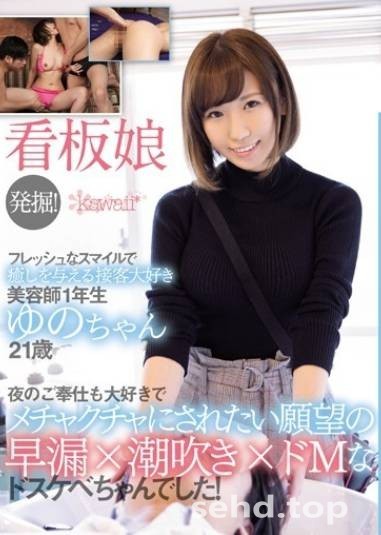 看板娘
発掘!
kawaii*
フレッシュなスマイルで
癒しを与える接客大好き
美容師1年生
ゆのちゃん
21歳
夜のご奉仕も大好きで
メチャクチャにされたい願望の
早漏×潮吹き×ドMな
ドスケベちゃんでした!
sehd.top